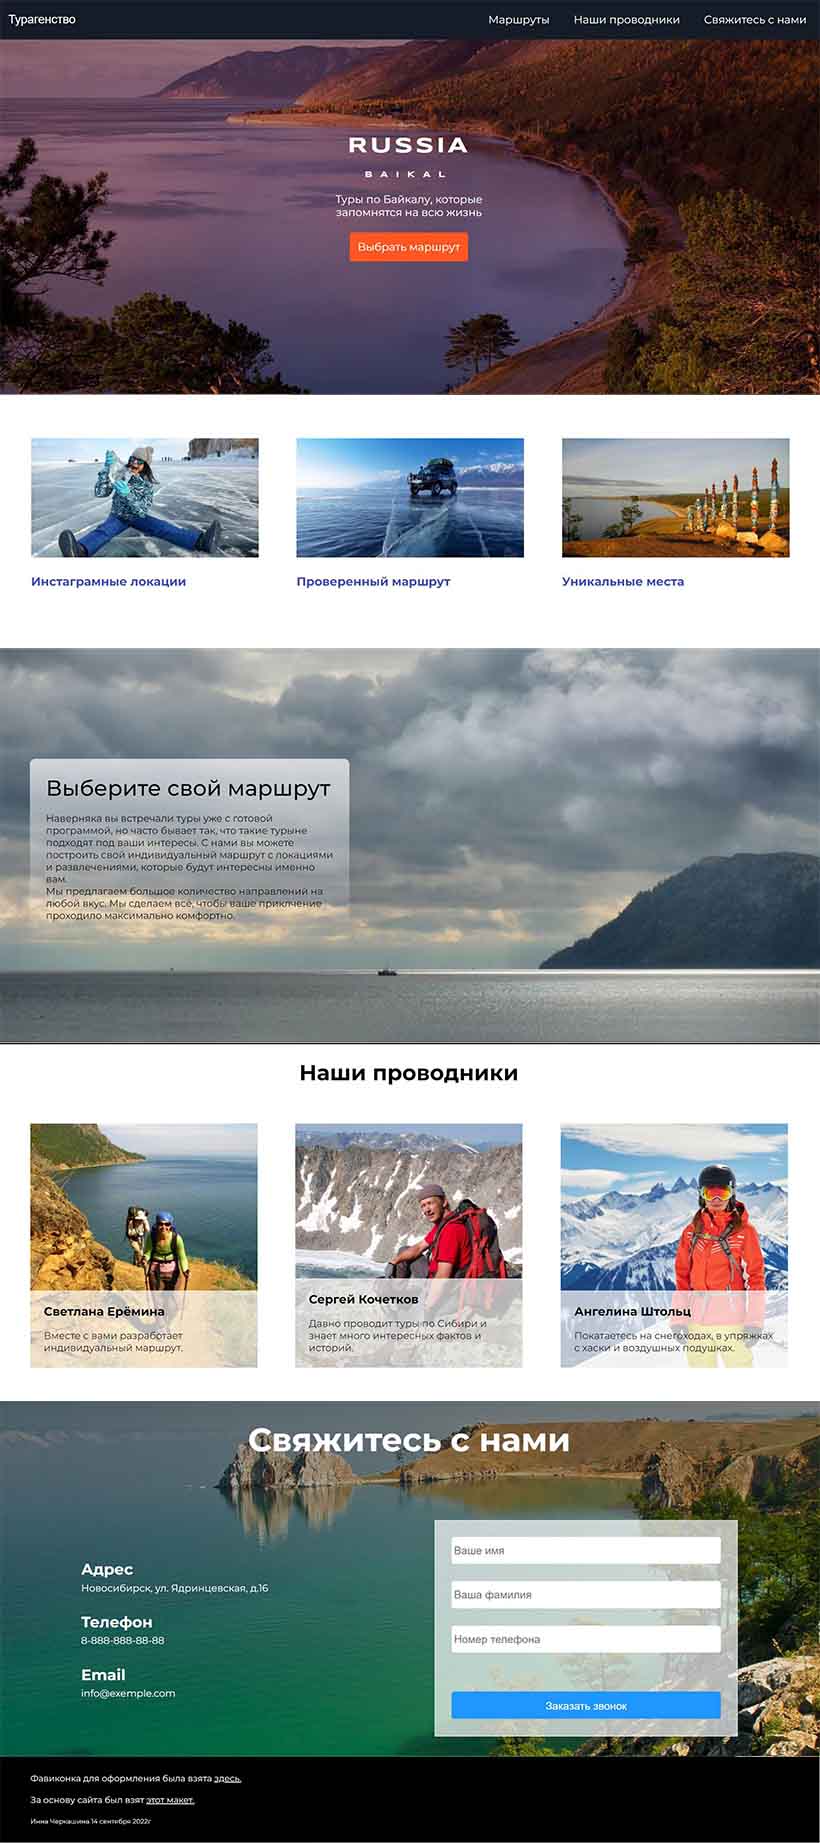 Турагенство
Маршруты Наши проводники Свяжитесь с нами
RUSSIA
BAIKAL
Туры по Байкалу, которые
запомнятся на всю жизнь
Выбрать маршрут
Инстаграмные локации
Проверенный маршрут
Уникальные места
Выберите свой маршрут
Наверняка вы встречали туры уже с готовой
программой, но часто бывает так, что такие турыне
подходят под ваши интересы. С нами вы можете
построить свой индивидуальный маршрут с локациями
и развлечениями, которые будут интересны именно
вам.
Мы предлагаем большое количество направлений на
любой вкус. Мы сделаем всё, чтобы ваше приклчение
проходило максимально комфортно.
Наши проводники
Светлана Ерёмина
Вместе с вами разработает
индивидуальный маршрут.
Сергей Кочетков
Давно проводит туры по Сибири и
знает много интересных фактов и
историй.
Ангелина Штольц
Покатаетесь на снегоходах, в упряжках
с хаски и воздушных подушках.
Свяжитесь с нами
Адрес
Новосибирск, ул. Ядринцевская, д.16
Телефон
8-888-888-88-88
Email
info@exemple.com
Ваше имя
Ваша фамилия
Номер телефона
Заказать звонок
Фавиконка для оформления была взята здесь.
За основу сайта был взят этот макет.
Инна Черкашина 14 сентября 2022г